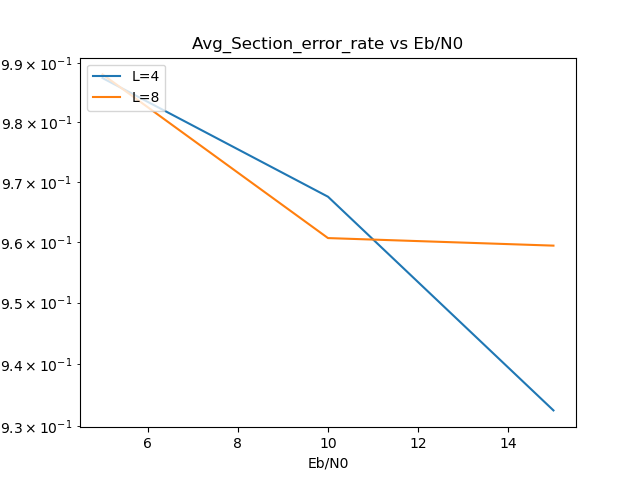 Avg_Section_error_rate vs Eb/N0
L=4
L=8
9.9 × 10⁻¹
9.8 × 10⁻¹
9.7 × 10⁻¹
9.6 × 10⁻¹
9.5 × 10⁻¹
9.4 × 10⁻¹
9.3 × 10⁻¹
6 8 10 12 14
Eb/N0